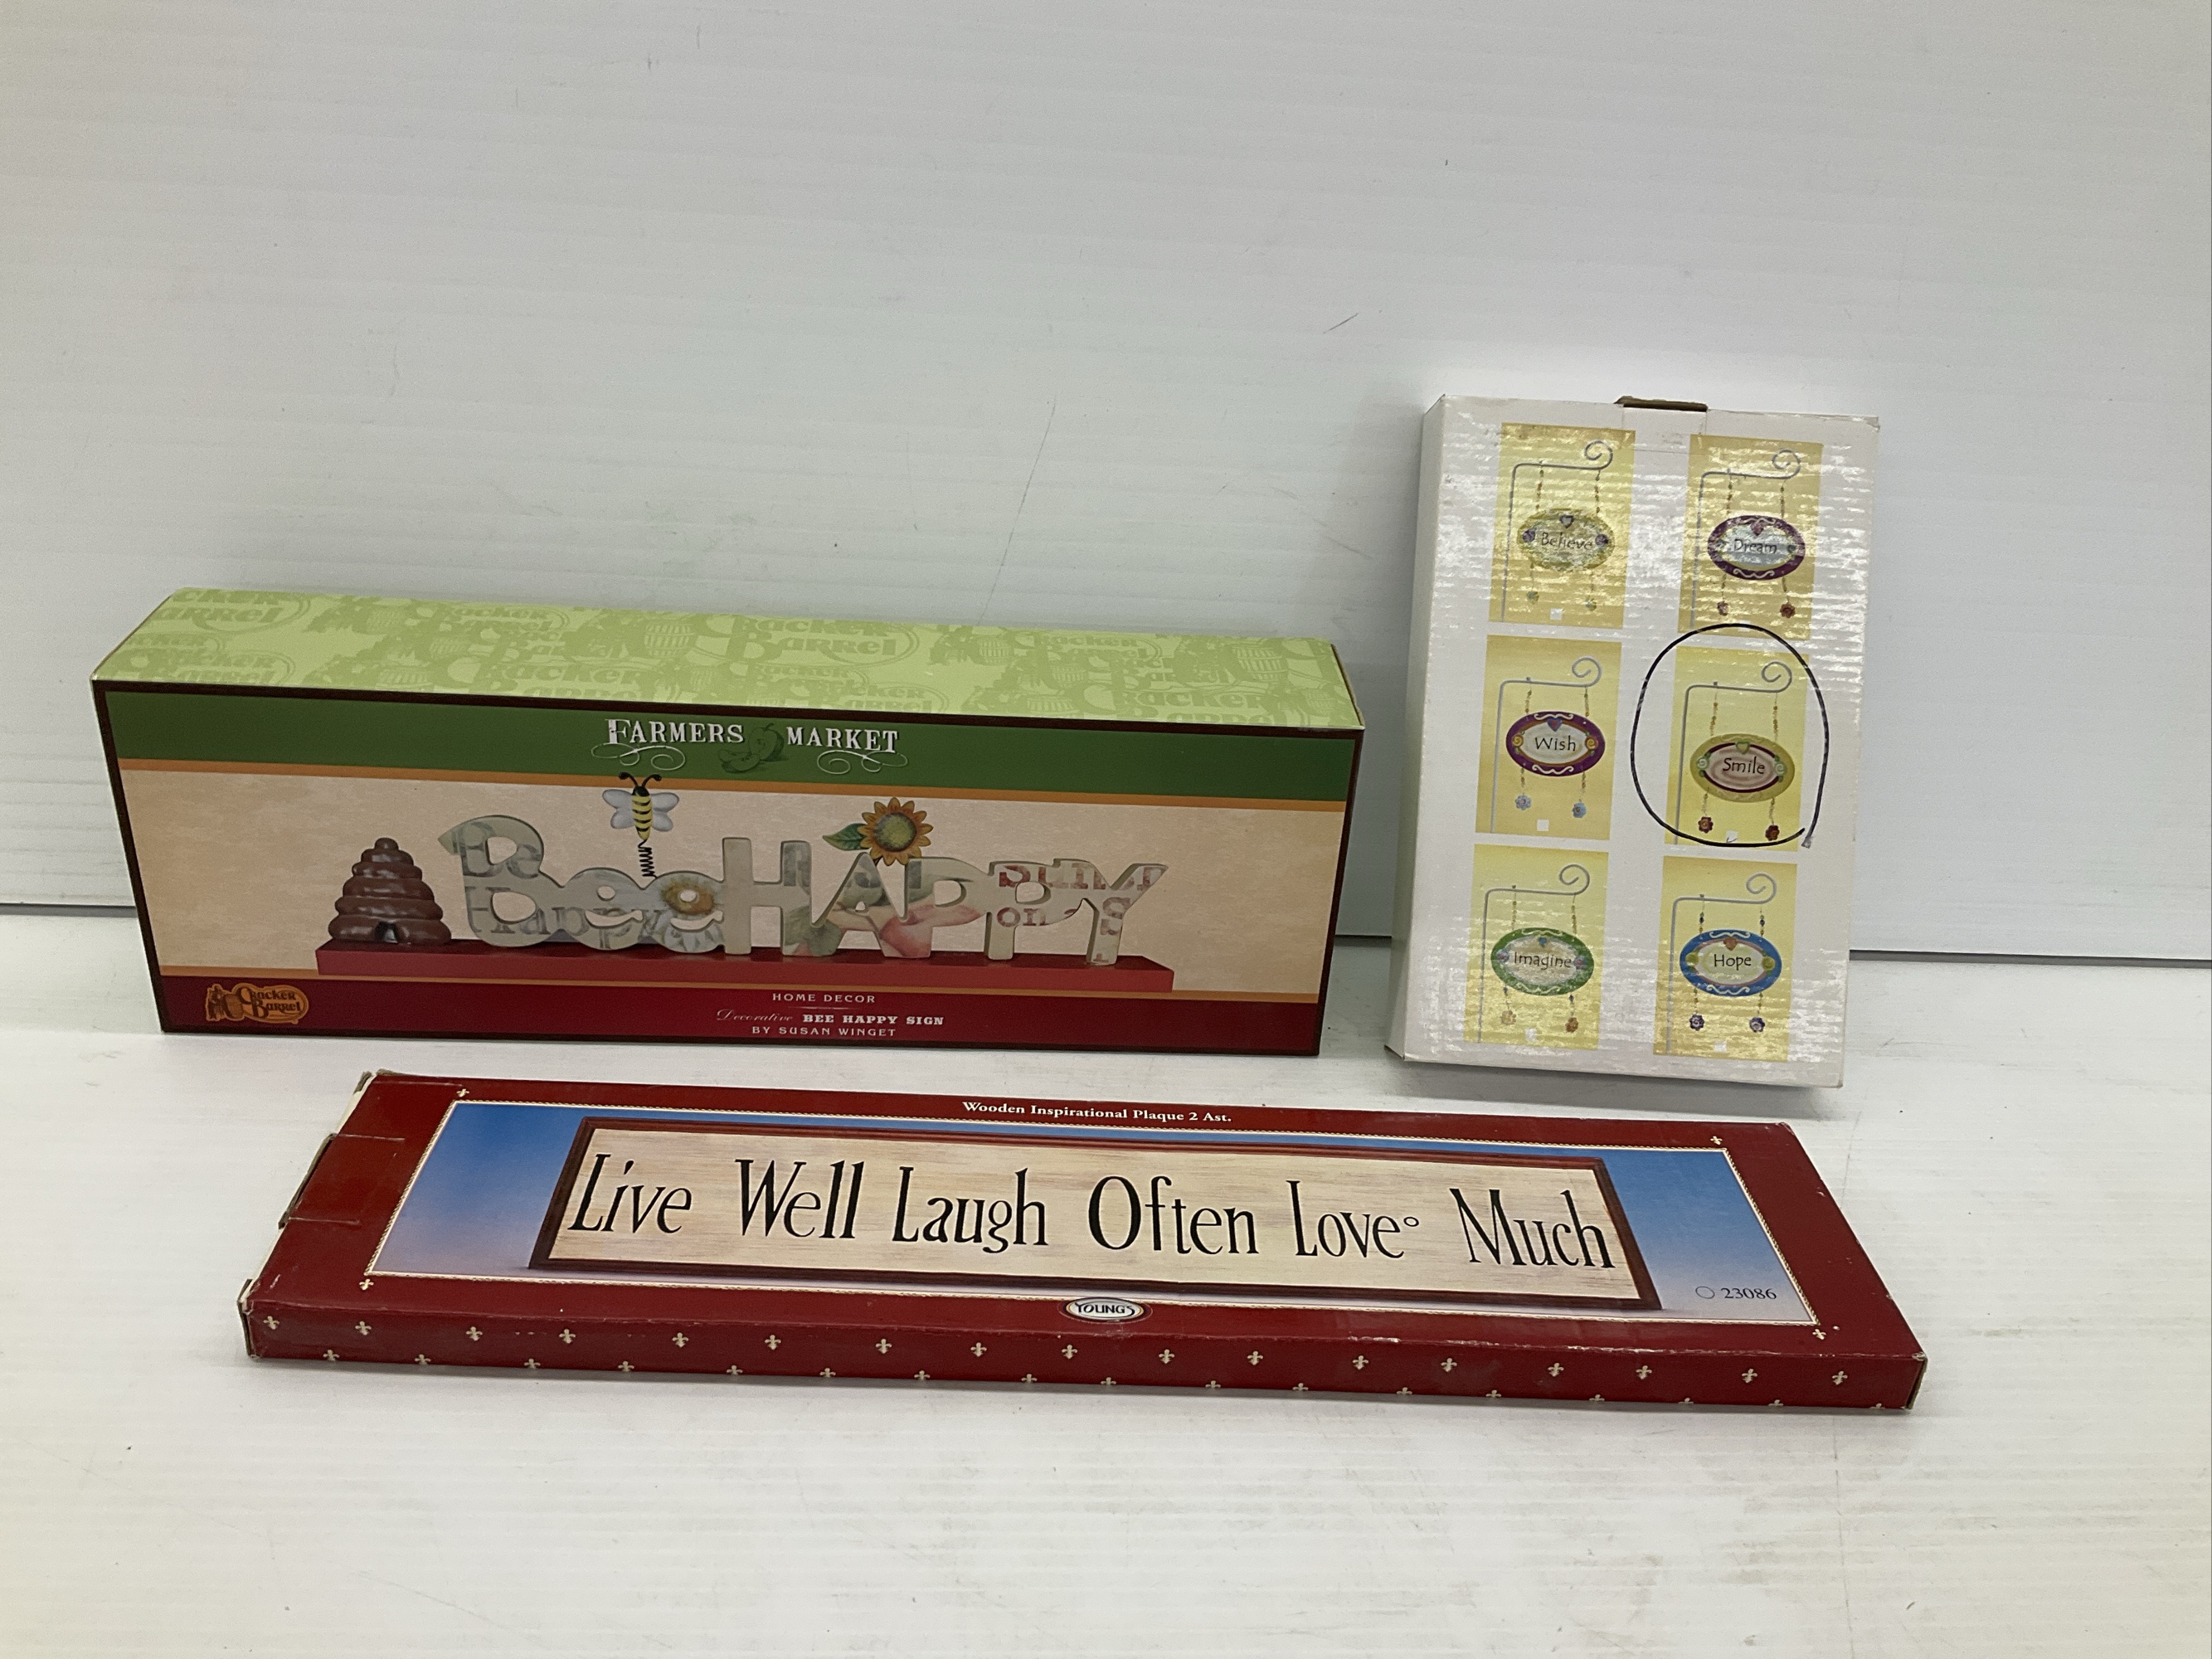 FARMERS MARKET
BeeHAPPY
Cracker
Barrel
HOME DECOR
Decorative BEE HAPPY SIGN
BY SUSAN WINGET
Believe
Dream
Wish
Smile
Imagine
Hope
Wooden Inspirational Plaque 2 Ast.
Live Well Laugh Often Love° Much
23086
YOUNG'S